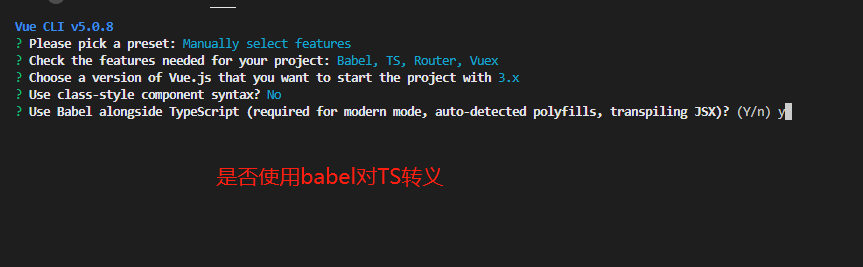 Vue CLI v5.0.8
? Please pick a preset: Manually select features
? Check the features needed for your project: Babel, TS, Router, Vuex
? Choose a version of Vue.js that you want to start the project with 3.x
? Use class-style component syntax? No
? Use Babel alongside TypeScript (required for modern mode, auto-detected polyfills, transpiling JSX)? (Y/n) y
是否使用babel对TS转义